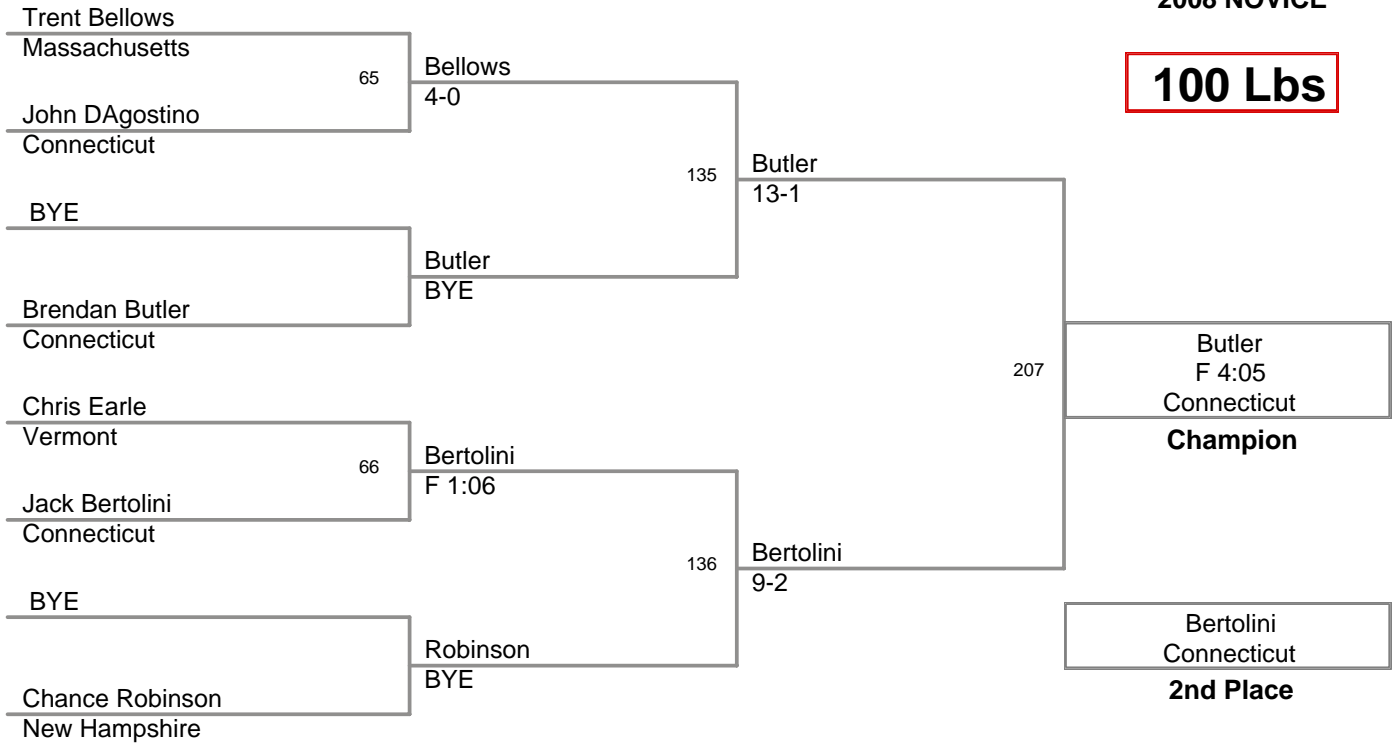 2008 NOVICE
100 Lbs
Trent Bellows
Massachusetts
65
John DAgostino
Connecticut
Bellows
4-0
BYE
Brendan Butler
Connecticut
Butler
BYE
135
Butler
13-1
Chris Earle
Vermont
66
Jack Bertolini
Connecticut
Bertolini
F 1:06
BYE
Chance Robinson
New Hampshire
Robinson
BYE
136
Bertolini
9-2
207
Butler
F 4:05
Connecticut
Champion
Bertolini
Connecticut
2nd Place